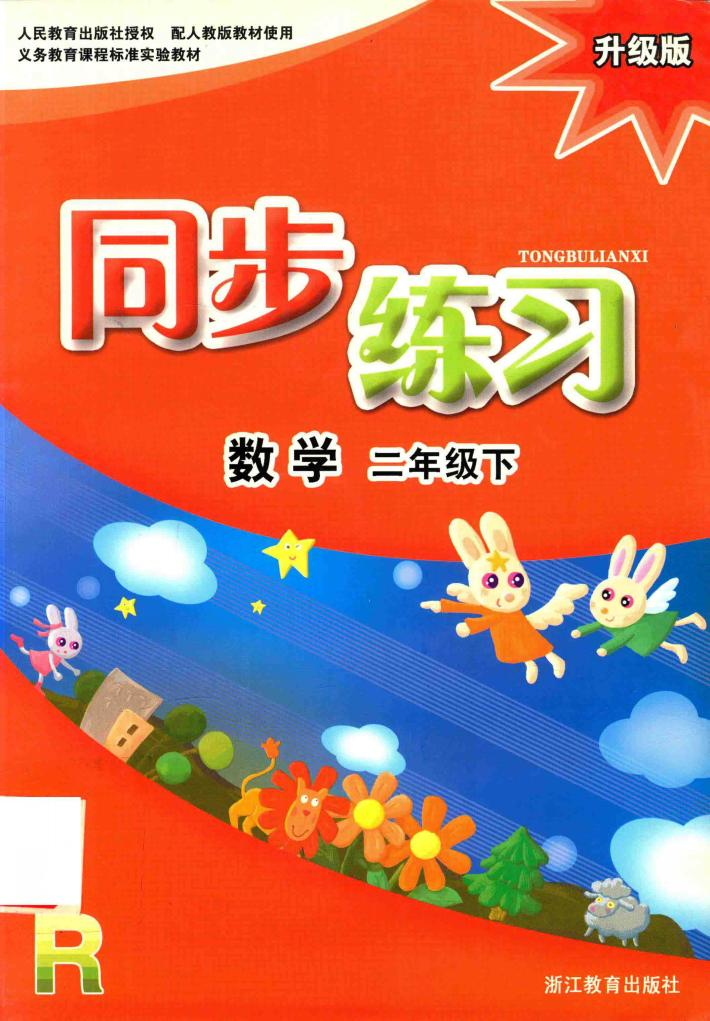 人民教育出版社授权 配人教版教材使用
义务教育课程标准实验教材
升级版
同步
TONGBULIANXI
练习
数学 二年级下
R
浙江教育出版社